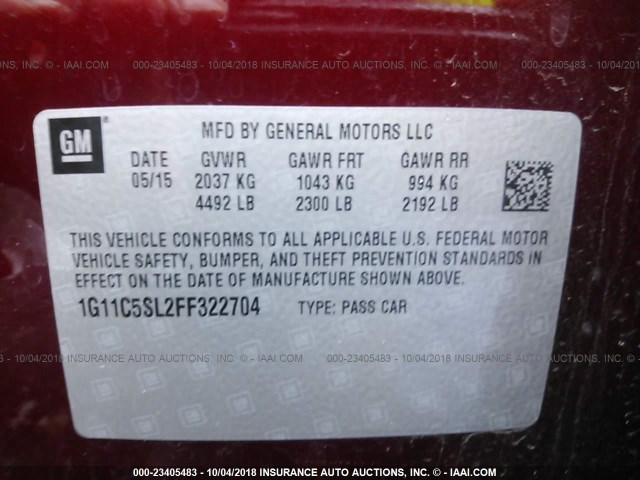 INC. - IAAI.COM 000-23405483 - 10/04/2018 INSURANCE AUTO AUCTIONS, INC. - IAAI.COM 000-23405483
GM
MFD BY GENERAL MOTORS LLC
DATE GVWR GAWR FRT GAWR RR
05/15 2037 KG 1043 KG 994 KG
4492 LB 2300 LB 2192 LB
THIS VEHICLE CONFORMS TO ALL APPLICABLE U.S. FEDERAL MOTOR
VEHICLE SAFETY, BUMPER, AND THEFT PREVENTION STANDARDS IN
EFFECT ON THE DATE OF MANUFACTURE SHOWN ABOVE.
1G11C5SL2FF322704 TYPE: PASS CAR
000-23405483 - 10/04/2018 INSURANCE AUTO AUCTIONS, INC. - IAAI.COM